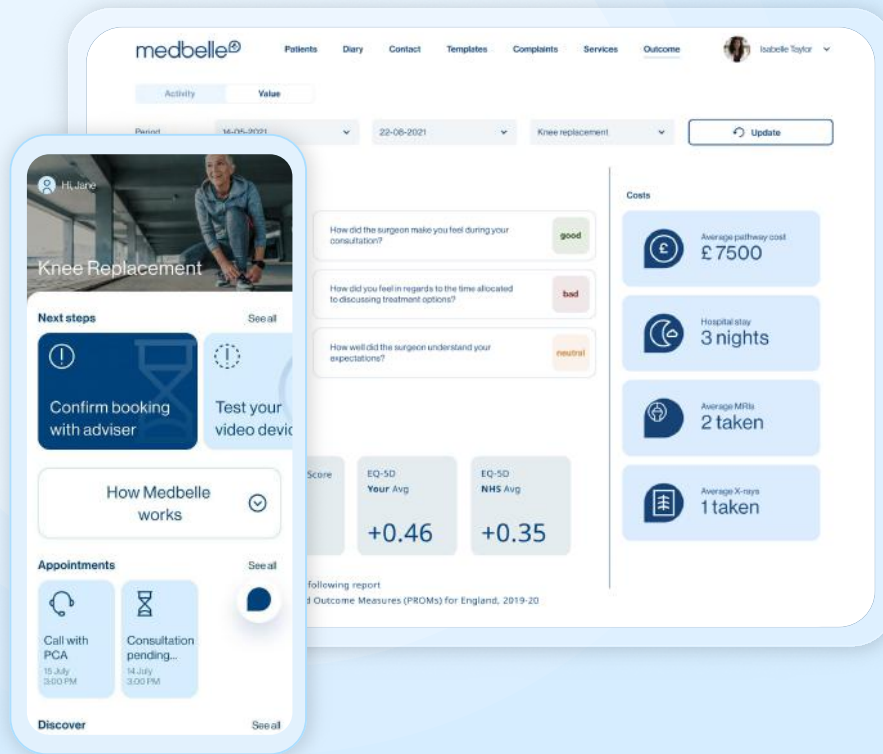 medbelle
Patients Diary Contact Templates Complaints Services Outcome Isabelle Taylor
Activity Value
Period 14-05-2021 22-08-2021 Knee replacement Update
Costs
How did the surgeon make you feel during your
consultation?
good
How did you feel in regards to the time allocated
to discussing treatment options?
bad
How well did the surgeon understand your
expectations?
neutral
Average pathway cost
£ 7500
Hospital stay
3 nights
Average MRIs
2 taken
Average X-rays
1 taken
Score
EQ-5D
Your Avg
+0.46
EQ-5D
NHS Avg
+0.35
following report
d Outcome Measures (PROMs) for England, 2019-20
Hi, Jane
Knee Replacement
Next steps See all
Confirm booking
with adviser
Test your
video devic
How Medbelle
works
Appointments See all
Call with
PCA
15 July
3:00 PM
Consultation
pending...
14 July
3:00 PM
Discover See all